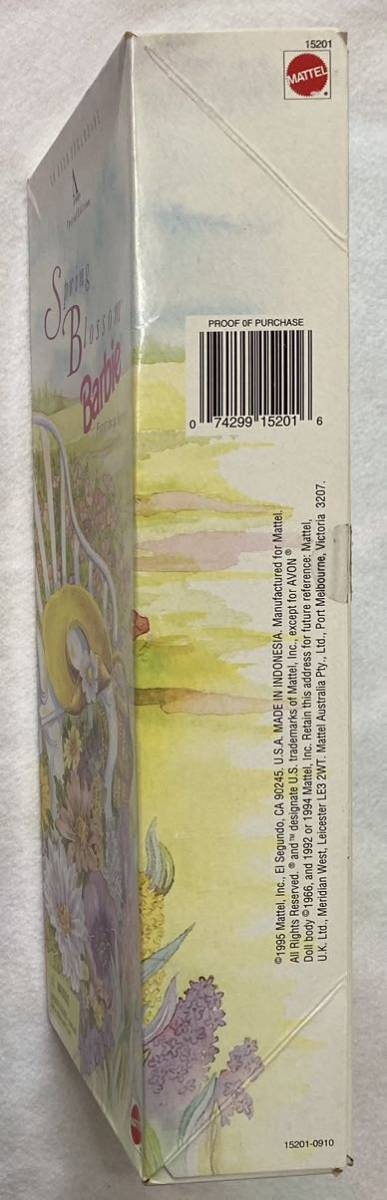 15201
MATTEL
PROOF OF PURCHASE
0 74299 15201 6
©1995 Mattel, Inc., El Segundo, CA 90245. U.S.A. MADE IN INDONESIA. Manufactured for Mattel.
All Rights Reserved. ® and ™ designate U.S. trademarks of Mattel, Inc., except for AVON ®
Doll body ©1966, and 1992 or 1994 Mattel, Inc. Retain this address for future reference: Mattel,
U.K. Ltd., Meridian West, Leicester LE3 2WT. Mattel Australia Pty., Ltd., Port Melbourne, Victoria 3207.
15201-0910
Spring
Blossom
Barbie